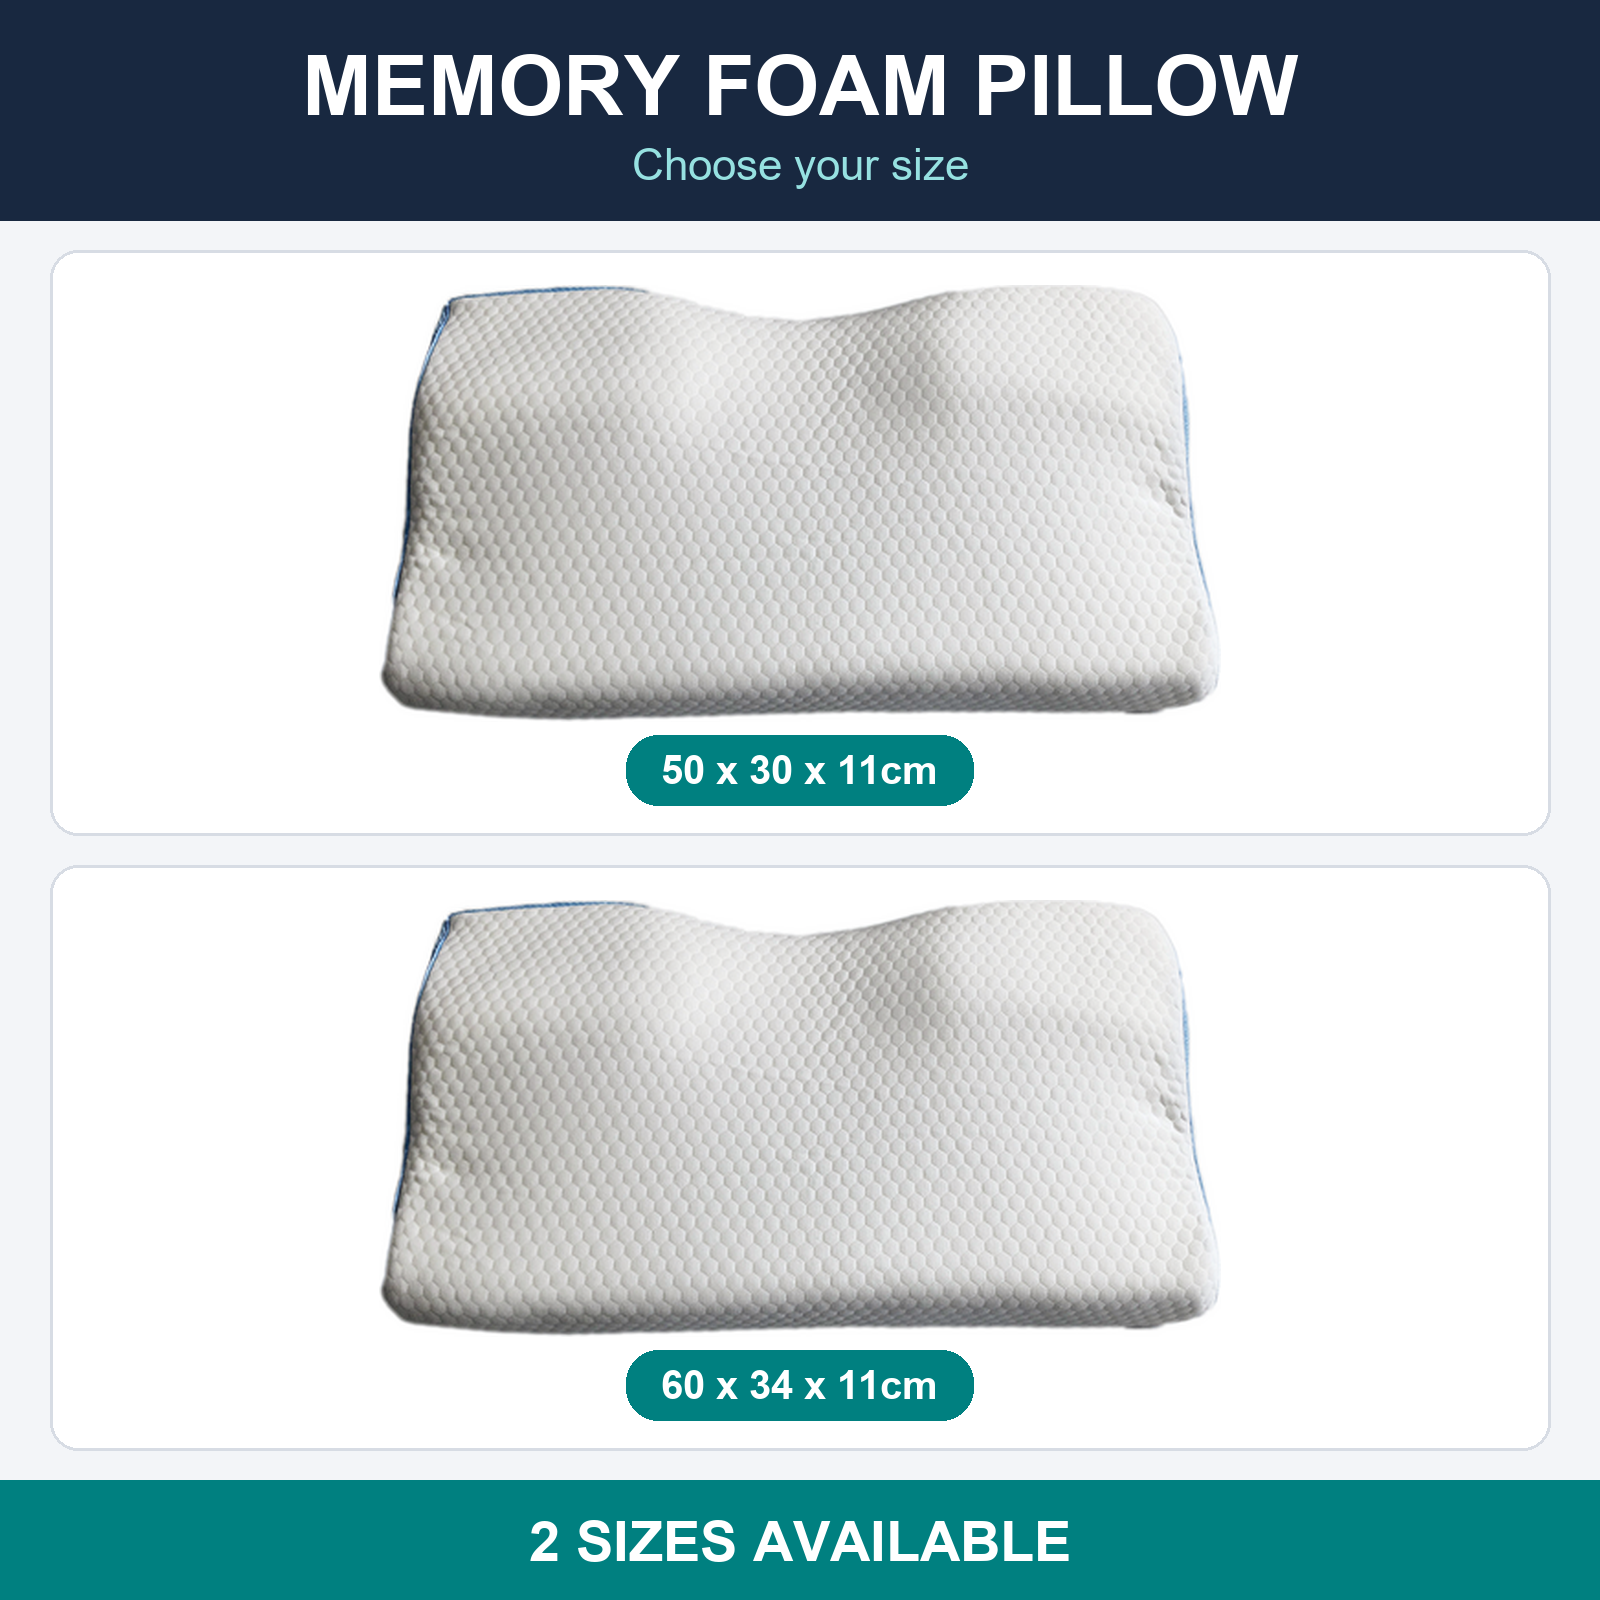 MEMORY FOAM PILLOW
Choose your size
50 x 30 x 11cm
60 x 34 x 11cm
2 SIZES AVAILABLE